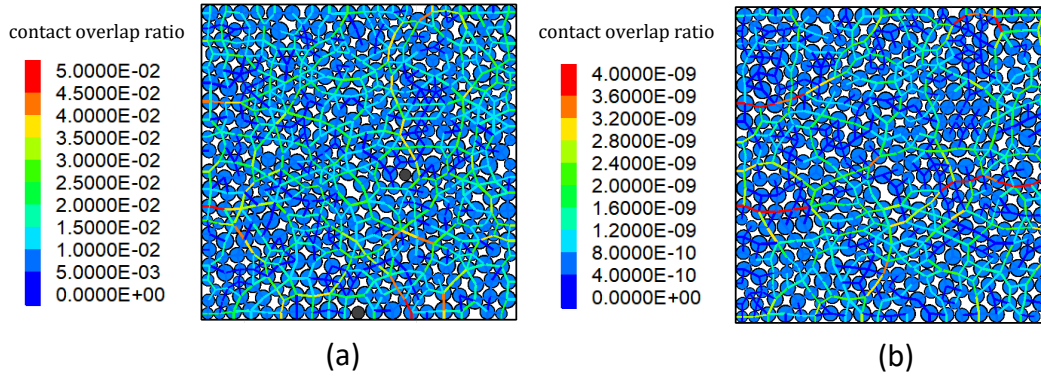 contact overlap ratio
5.0000E-02
4.5000E-02
4.0000E-02
3.5000E-02
3.0000E-02
2.5000E-02
2.0000E-02
1.5000E-02
1.0000E-02
5.0000E-03
0.0000E+00
(a)
contact overlap ratio
4.0000E-09
3.6000E-09
3.2000E-09
2.8000E-09
2.4000E-09
2.0000E-09
1.6000E-09
1.2000E-09
8.0000E-10
4.0000E-10
0.0000E+00
(b)